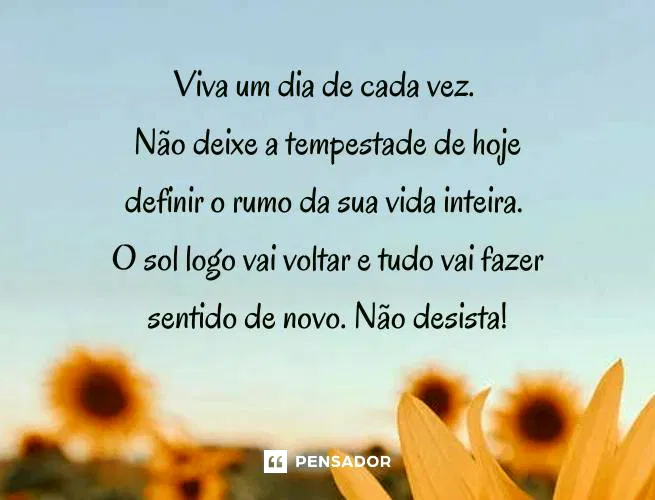 Viva um dia de cada vez.
Não deixe a tempestade de hoje
definir o rumo da sua vida inteira.
O sol logo vai voltar e tudo vai fazer
sentido de novo. Não desista!
PENSADOR